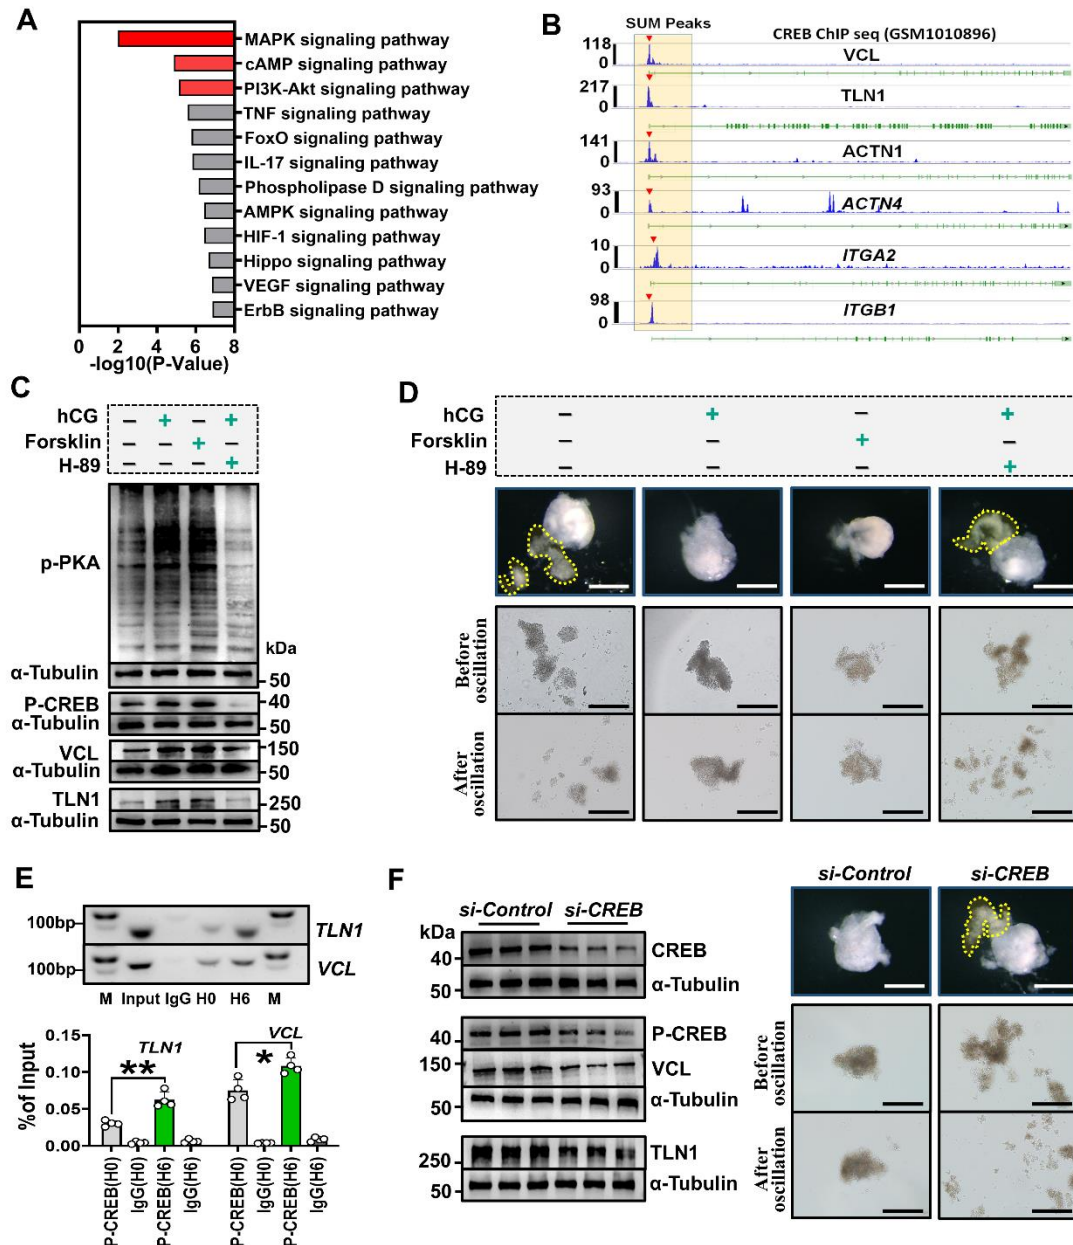 A
MAPK signaling pathway
cAMP signaling pathway
PI3K-Akt signaling pathway
TNF signaling pathway
FoxO signaling pathway
IL-17 signaling pathway
Phospholipase D signaling pathway
AMPK signaling pathway
HIF-1 signaling pathway
Hippo signaling pathway
VEGF signaling pathway
ErbB signaling pathway
0 2 4 6 8
-log10(P-Value)
B
SUM Peaks
CREB ChIP seq (GSM1010896)
118
0
VCL
217
0
TLN1
141
0
ACTN1
93
0
ACTN4
10
0
ITGA2
98
0
ITGB1
C
hCG − + − +
Forsklin − − + −
H-89 − − − +
p-PKA
kDa
α-Tubulin 50
P-CREB 40
α-Tubulin 50
VCL 150
α-Tubulin 50
TLN1 250
α-Tubulin 50
D
hCG − + − +
Forsklin − − + −
H-89 − − − +
Before oscillation
After oscillation
E
100bp TLN1
100bp VCL
M Input IgG H0 H6 M
%of Input
0.15
0.10
0.05
0.00
TLN1
**
VCL
*
P-CREB(H0)
IgG(H0)
P-CREB(H6)
IgG(H6)
P-CREB(H0)
IgG(H0)
P-CREB(H6)
IgG(H6)
F
si-Control si-CREB
kDa
40 CREB
50 α-Tubulin
40 P-CREB
150 VCL
50 α-Tubulin
250 TLN1
50 α-Tubulin
si-Control si-CREB
Before oscillation
After oscillation